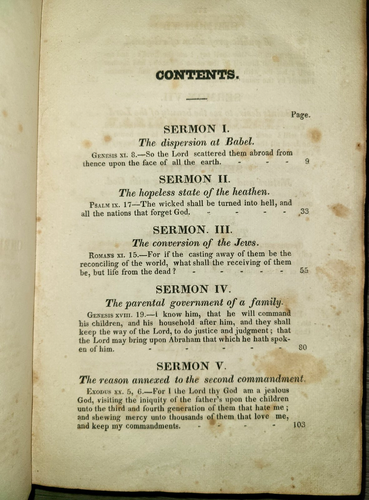 CONTENTS.
Page.
SERMON I.
The dispersion at Babel.
GENESIS XI. 8.—So the Lord scattered them abroad from
thence upon the face of all the earth. - - - 9
SERMON II.
The hopeless state of the heathen.
PSALM IX. 17—The wicked shall be turned into hell, and
all the nations that forget God. - - - - - 33
SERMON. III.
The conversion of the Jews.
ROMANS XI. 15.—For if the casting away of them be the
reconciling of the world, what shall the receiving of them
be, but life from the dead? - - - - - - 55
SERMON IV.
The parental government of a family.
GENESIS XVIII. 19.—I know him, that he will command
his children, and his household after him, and they shall
keep the way of the Lord, to do justice and judgment; that
the Lord may bring upon Abraham that which he hath spok-
en of him. - - - - - - - - 80
SERMON V.
The reason annexed to the second commandment.
EXODUS XX. 5, 6.—For I the Lord thy God am a jealous
God, visiting the iniquity of the father's upon the children
unto the third and fourth generation of them that hate me;
and shewing mercy unto thousands of them that love me,
and keep my commandments. - - - - - 103